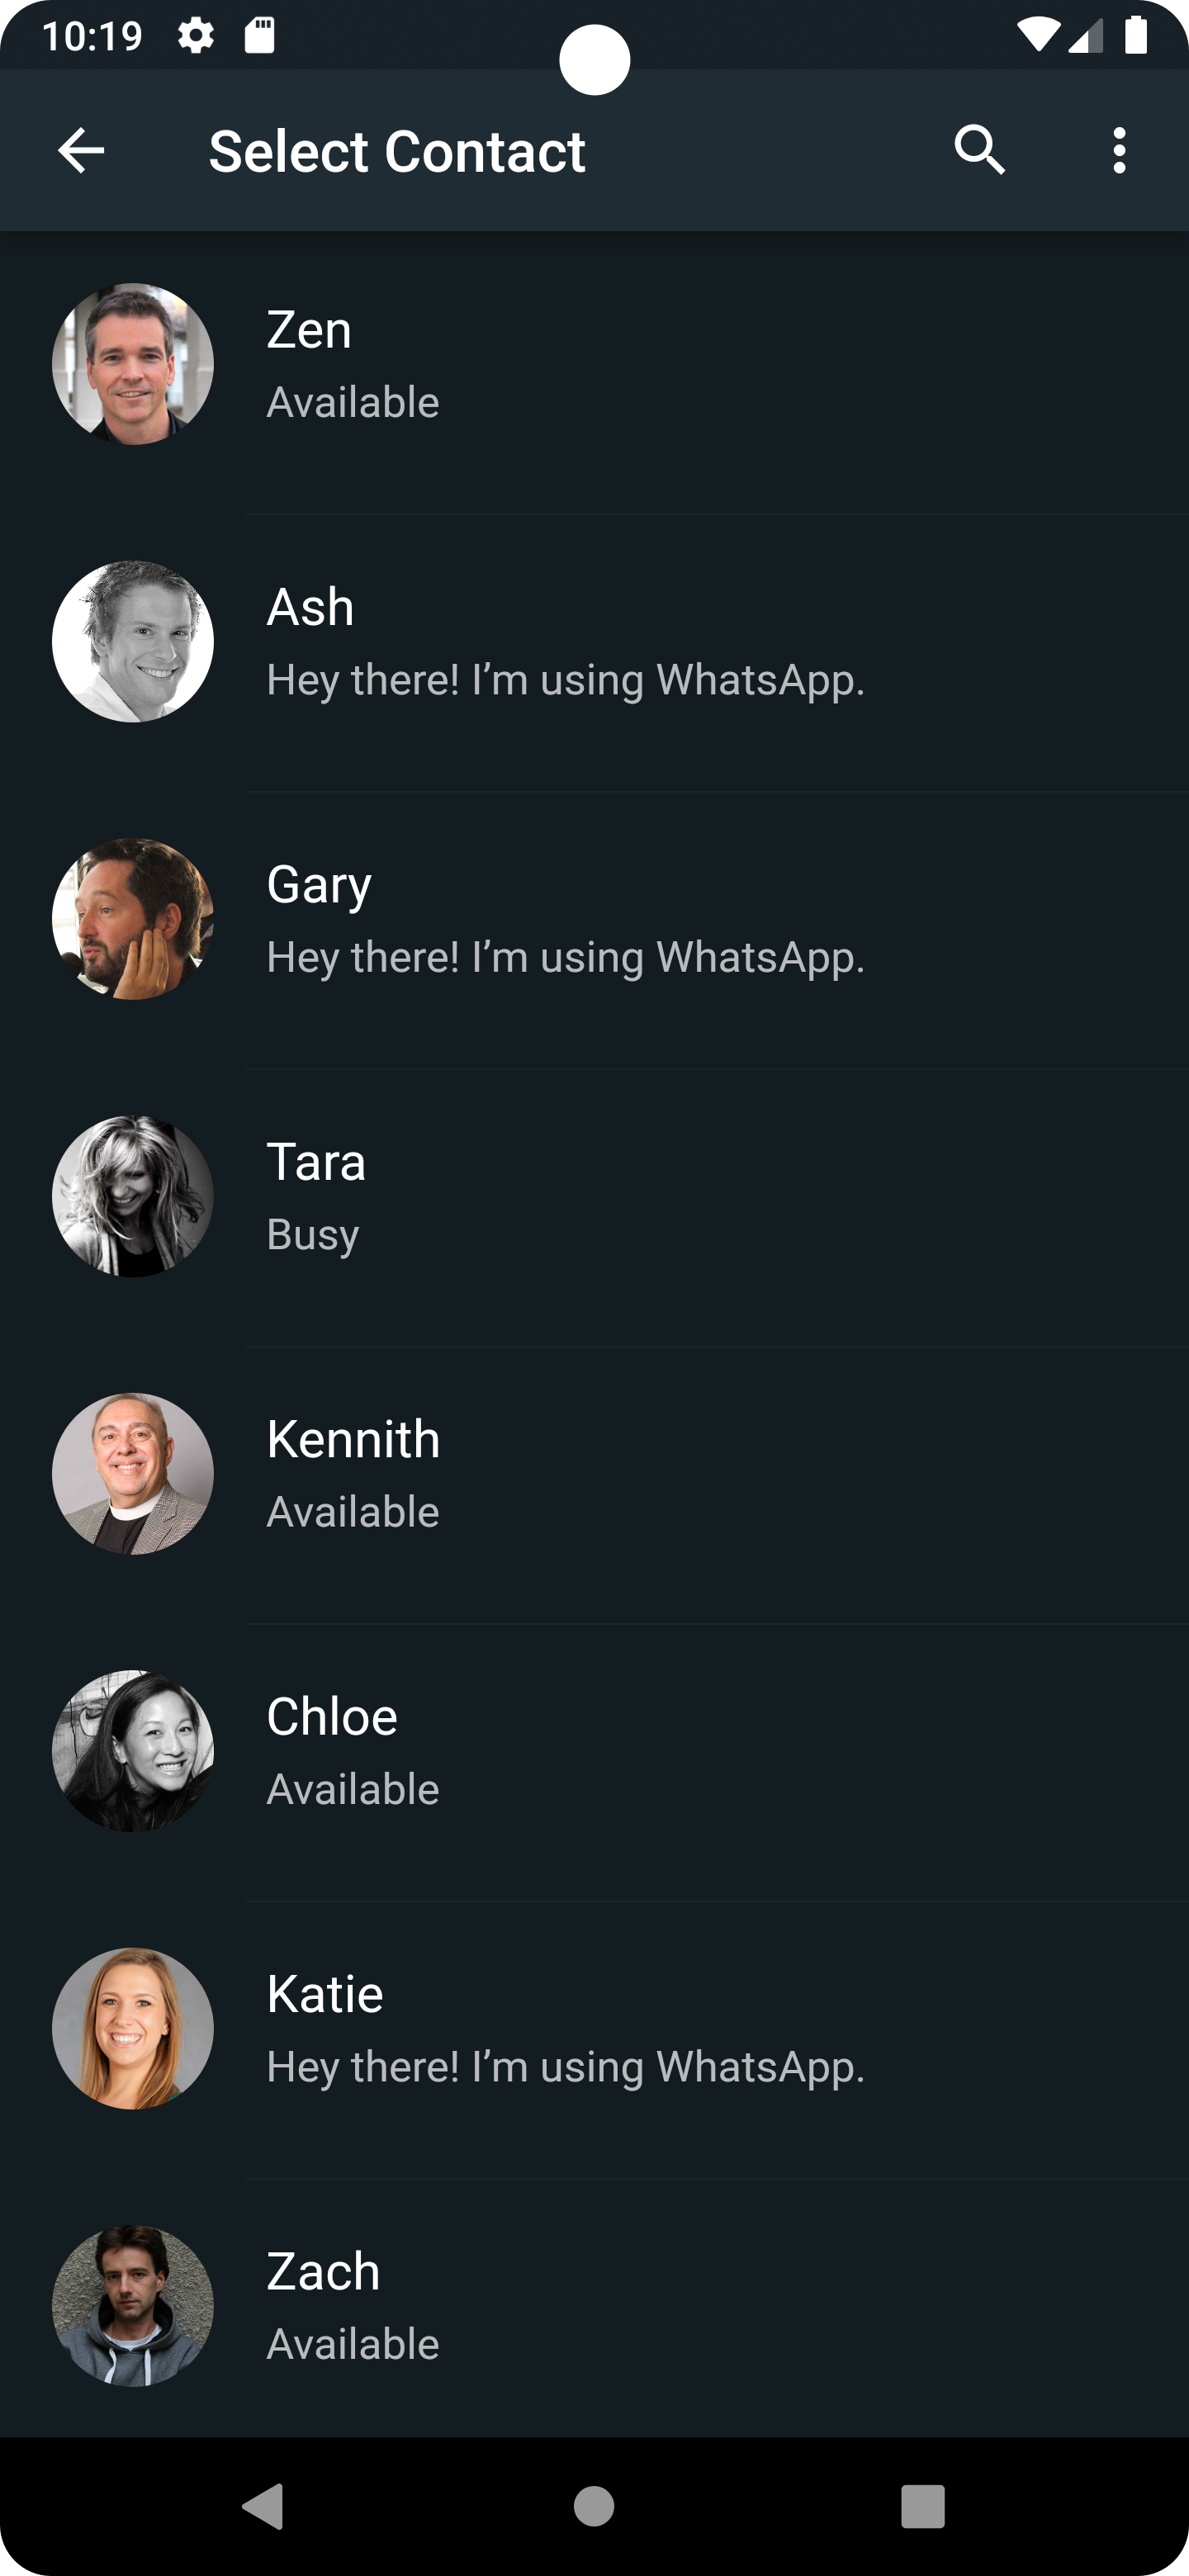 10:19
Select Contact
Zen
Available
Ash
Hey there! I’m using WhatsApp.
Gary
Hey there! I’m using WhatsApp.
Tara
Busy
Kennith
Available
Chloe
Available
Katie
Hey there! I’m using WhatsApp.
Zach
Available